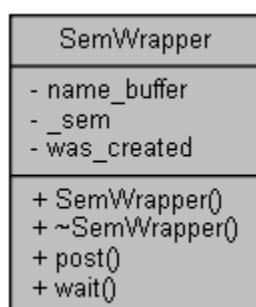 SemWrapper
- name_buffer
- _sem
- was_created
+ SemWrapper()
+ ~SemWrapper()
+ post()
+ wait()